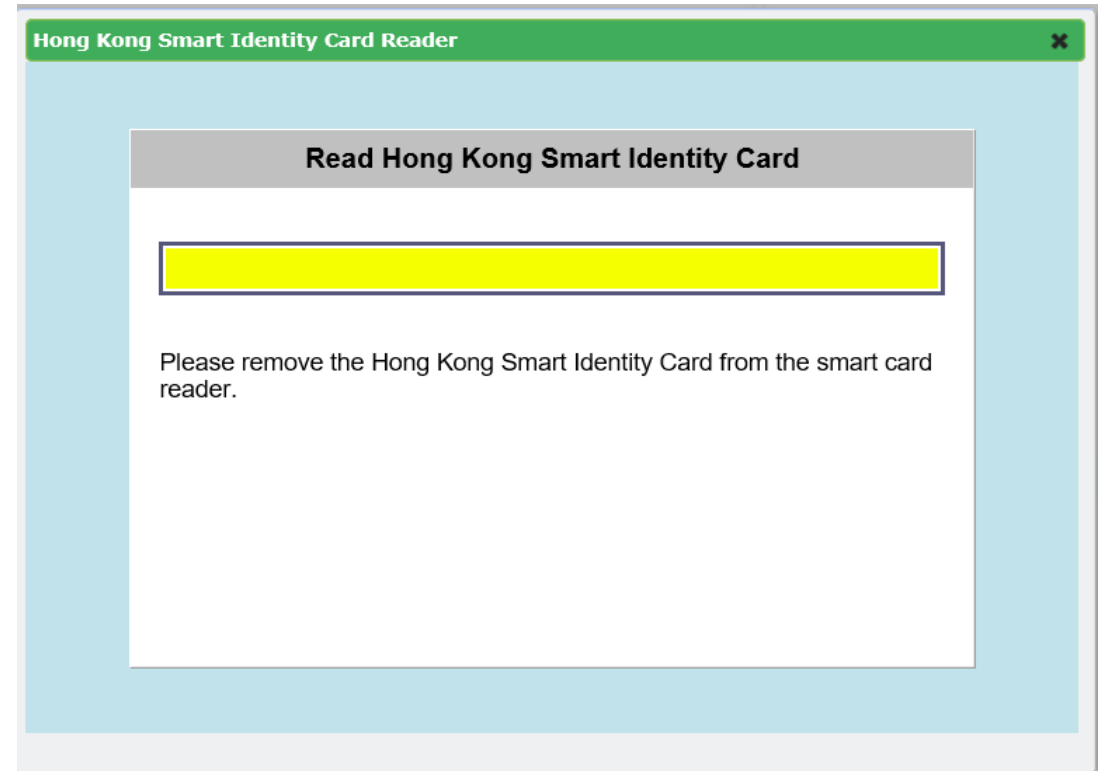 Hong Kong Smart Identity Card Reader
Read Hong Kong Smart Identity Card
Please remove the Hong Kong Smart Identity Card from the smart card
reader.